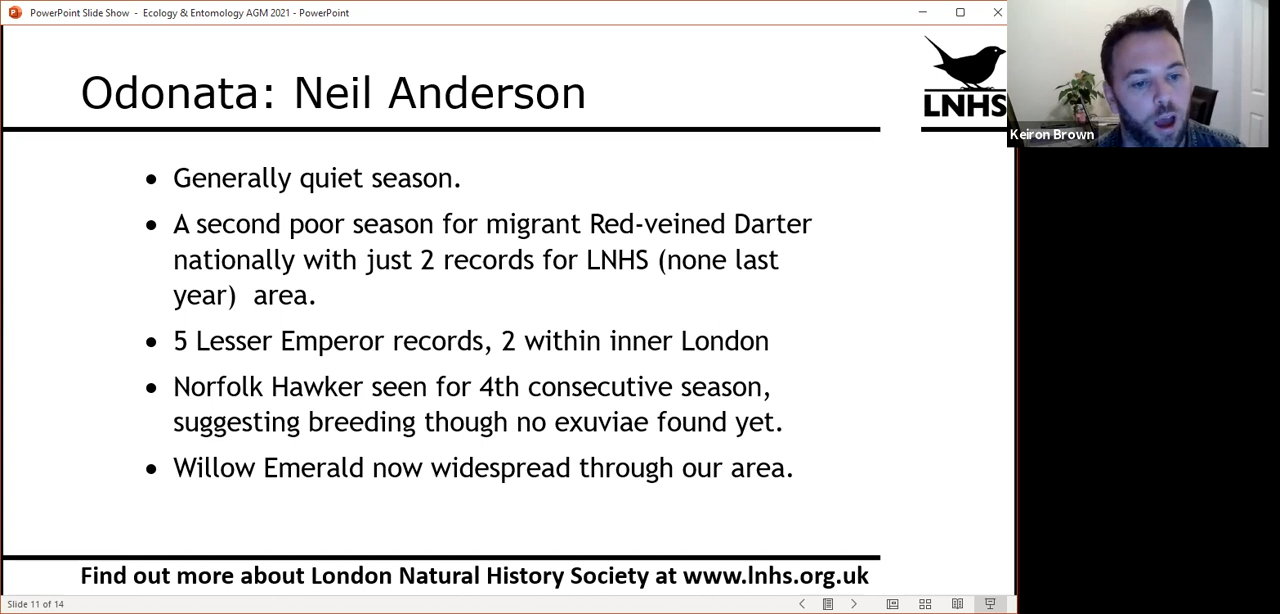 PowerPoint Slide Show - Ecology & Entomology AGM 2021 - PowerPoint
Odonata: Neil Anderson
LNHS
Keiron Brown
• Generally quiet season.
• A second poor season for migrant Red-veined Darter
nationally with just 2 records for LNHS (none last
year)  area.
• 5 Lesser Emperor records, 2 within inner London
• Norfolk Hawker seen for 4th consecutive season,
suggesting breeding though no exuviae found yet.
• Willow Emerald now widespread through our area.
Find out more about London Natural History Society at www.lnhs.org.uk
Slide 11 of 14